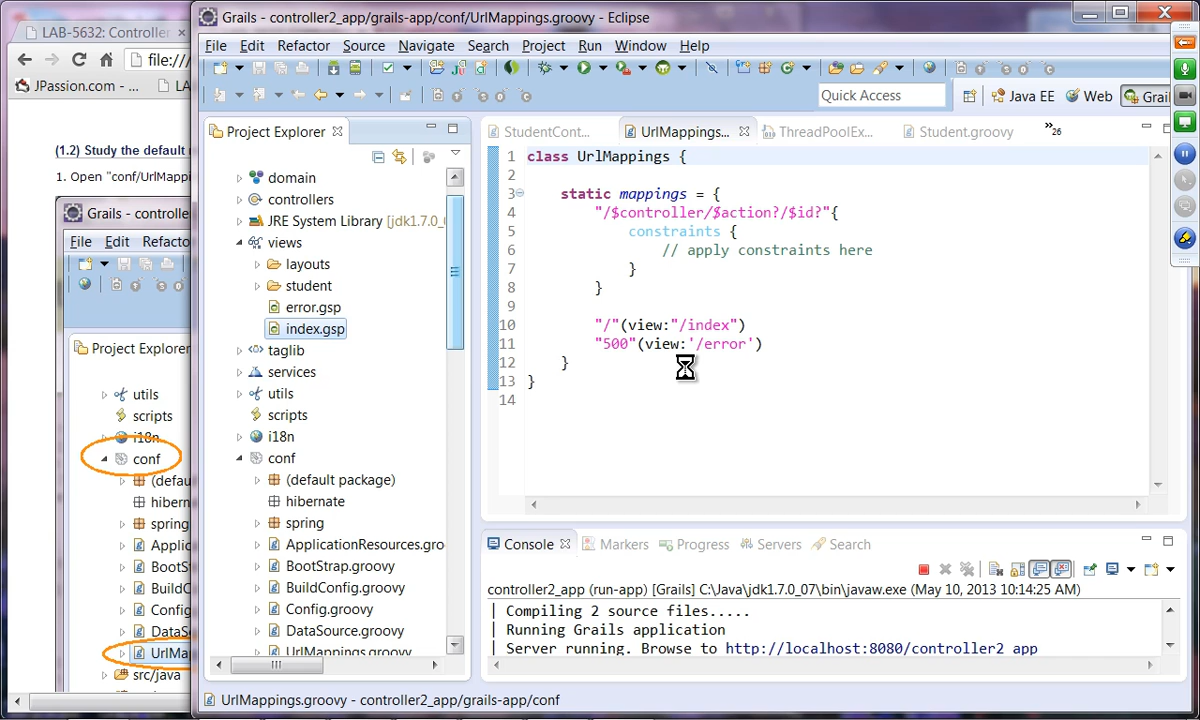 LAB-5632: Controller
file:///
JPassion.com - ...
LA
(1.2) Study the default
1. Open "conf/UrlMappi
Grails - controlle
File Edit Refacto
Project Explorer
utils
scripts
i18n
conf
(defau
hibern
spring
Applic
BootSt
BuildC
Config
DataS
UrlMa
src/java
Grails - controller2_app/grails-app/conf/UrlMappings.groovy - Eclipse
File Edit Refactor Source Navigate Search Project Run Window Help
Quick Access
Java EE
Web
Grai
Project Explorer
domain
controllers
JRE System Library [jdk1.7.0_
views
layouts
student
error.gsp
index.gsp
taglib
services
utils
scripts
i18n
conf
(default package)
hibernate
spring
ApplicationResources.gro
BootStrap.groovy
BuildConfig.groovy
Config.groovy
DataSource.groovy
UrlMappings.groovy
StudentCont...
UrlMappings...
ThreadPoolEx...
Student.groovy
»26
1 class UrlMappings {
2
3 static mappings = {
4 "/$controller/$action?/$id?"{
5 constraints {
6 // apply constraints here
7 }
8 }
9
10 "/"(view:"/index")
11 "500"(view:'/error')
12 }
13 }
14
Console
Markers
Progress
Servers
Search
controller2_app (run-app) [Grails] C:\Java\jdk1.7.0_07\bin\javaw.exe (May 10, 2013 10:14:25 AM)
| Compiling 2 source files.....
| Running Grails application
| Server running. Browse to http://localhost:8080/controller2_app
UrlMappings.groovy - controller2_app/grails-app/conf